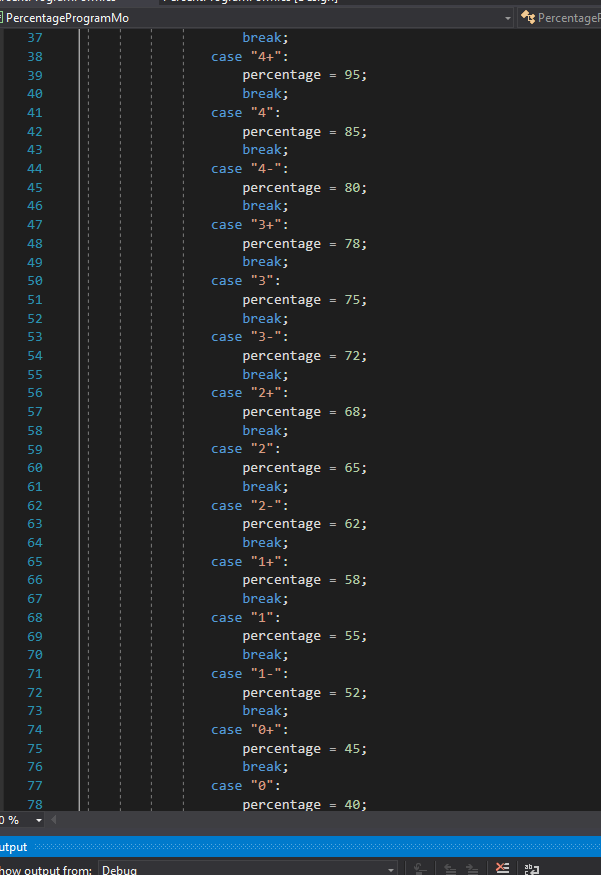 PercentageProgramMo
37 break;
38 case "4+":
39 percentage = 95;
40 break;
41 case "4":
42 percentage = 85;
43 break;
44 case "4-":
45 percentage = 80;
46 break;
47 case "3+":
48 percentage = 78;
49 break;
50 case "3":
51 percentage = 75;
52 break;
53 case "3-":
54 percentage = 72;
55 break;
56 case "2+":
57 percentage = 68;
58 break;
59 case "2":
60 percentage = 65;
61 break;
62 case "2-":
63 percentage = 62;
64 break;
65 case "1+":
66 percentage = 58;
67 break;
68 case "1":
69 percentage = 55;
70 break;
71 case "1-":
72 percentage = 52;
73 break;
74 case "0+":
75 percentage = 45;
76 break;
77 case "0":
78 percentage = 40;
0 %
utput
how output from: Debug